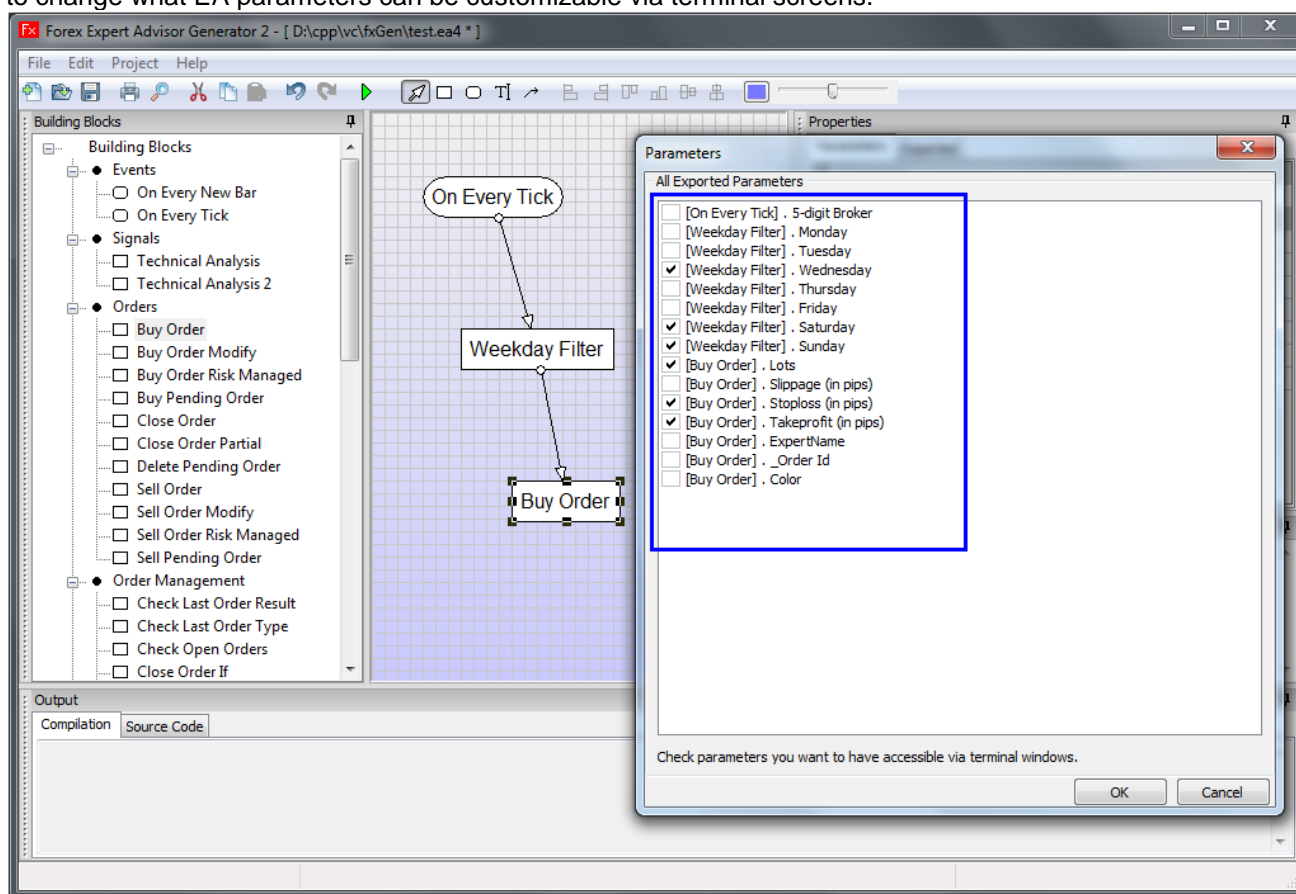 to change what EA parameters can be customizable via terminal screens.
Forex Expert Advisor Generator 2 - [ D:\cpp\vc\fxGen\test.ea4 * ]
File Edit Project Help
Building Blocks
Building Blocks
Events
On Every New Bar
On Every Tick
Signals
Technical Analysis
Technical Analysis 2
Orders
Buy Order
Buy Order Modify
Buy Order Risk Managed
Buy Pending Order
Close Order
Close Order Partial
Delete Pending Order
Sell Order
Sell Order Modify
Sell Order Risk Managed
Sell Pending Order
Order Management
Check Last Order Result
Check Last Order Type
Check Open Orders
Close Order If
On Every Tick
Weekday Filter
Buy Order
Properties
Parameters
All Exported Parameters
[On Every Tick] . 5-digit Broker
[Weekday Filter] . Monday
[Weekday Filter] . Tuesday
[Weekday Filter] . Wednesday
[Weekday Filter] . Thursday
[Weekday Filter] . Friday
[Weekday Filter] . Saturday
[Weekday Filter] . Sunday
[Buy Order] . Lots
[Buy Order] . Slippage (in pips)
[Buy Order] . Stoploss (in pips)
[Buy Order] . Takeprofit (in pips)
[Buy Order] . ExpertName
[Buy Order] . _Order Id
[Buy Order] . Color
Check parameters you want to have accessible via terminal windows.
OK Cancel
Output
Compilation Source Code